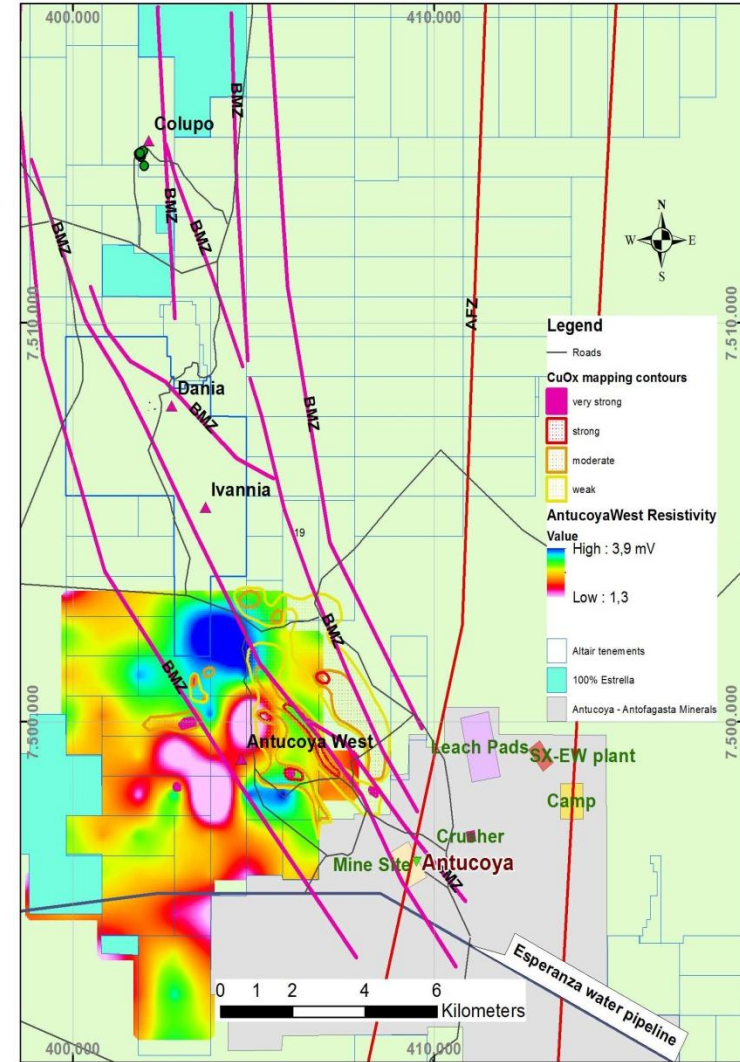 400.000
410.000
BMZ
Colupo
BMZ
BMZ
BMZ
N
W E
S
7.510.000
7.510.000
AFZ
Legend
Roads
CuOx mapping contours
very strong
strong
moderate
weak
AntucoyaWest Resistivity
Value
High : 3,9 mV
Low : 1,3
Altair tenements
100% Estrella
Antucoya - Antofagasta Minerals
BMZ
Dania
BMZ
Ivannia
19
BMZ
BMZ
7.500.000
7.500.000
Antucoya West
Leach Pads
SX-EW plant
Camp
Crusher
Mine Site
Antucoya
BMZ
Esperanza water pipeline
0 1 2 4 6
Kilometers
400.000
410.000